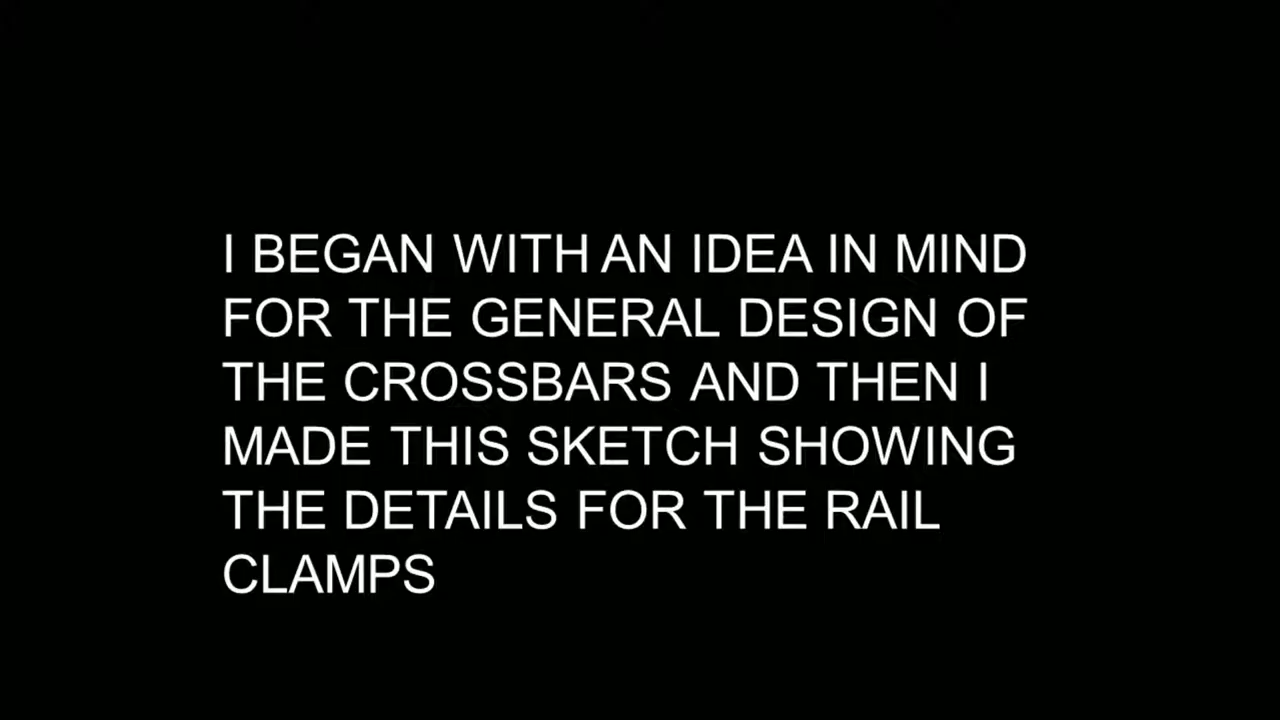 I BEGAN WITH AN IDEA IN MIND
FOR THE GENERAL DESIGN OF
THE CROSSBARS AND THEN I
MADE THIS SKETCH SHOWING
THE DETAILS FOR THE RAIL
CLAMPS